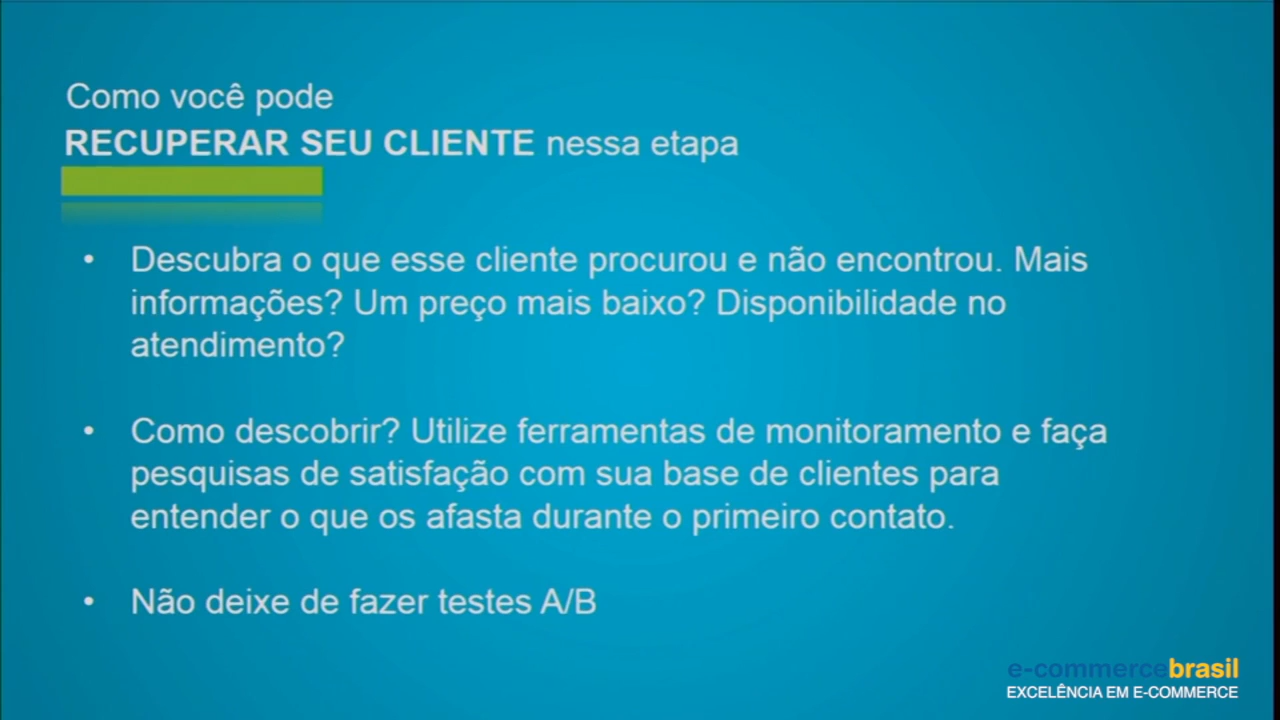 Como você pode
RECUPERAR SEU CLIENTE nessa etapa
• Descubra o que esse cliente procurou e não encontrou. Mais
informações? Um preço mais baixo? Disponibilidade no
atendimento?
• Como descobrir? Utilize ferramentas de monitoramento e faça
pesquisas de satisfação com sua base de clientes para
entender o que os afasta durante o primeiro contato.
• Não deixe de fazer testes A/B
e-commercebrasil
EXCELÊNCIA EM E-COMMERCE